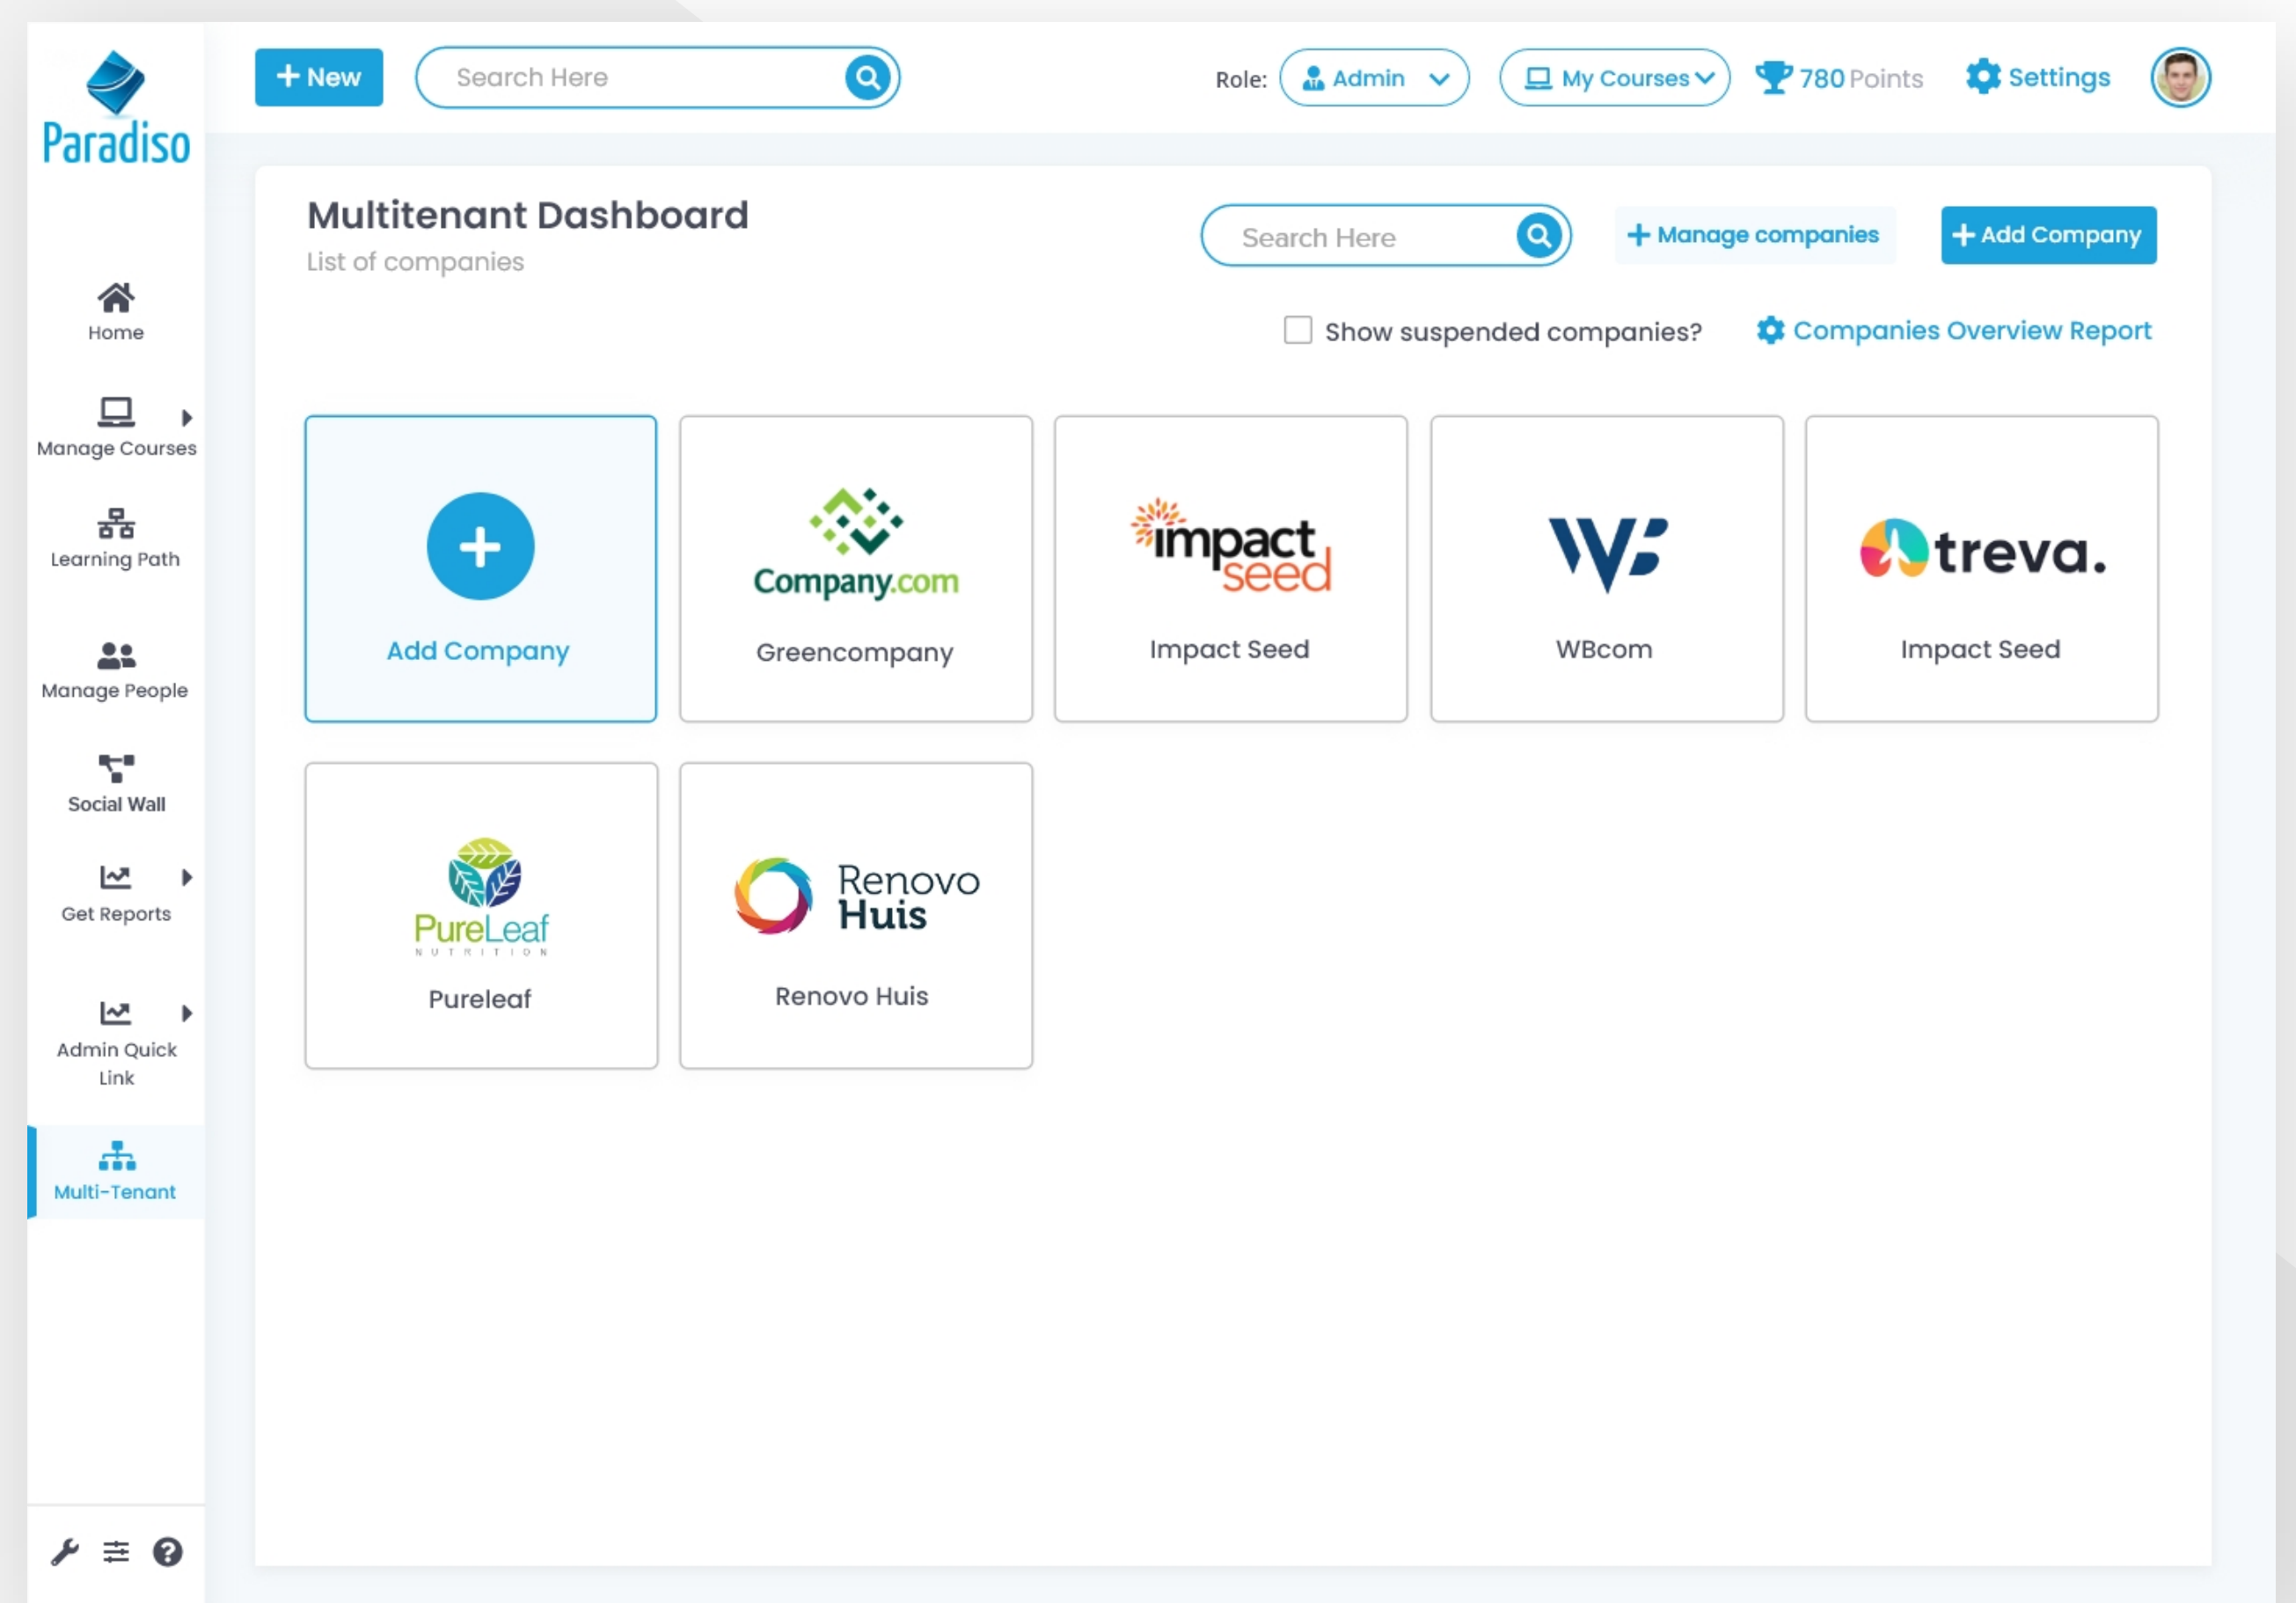 Paradiso
+ New
Search Here
Role:
Admin
My Courses
780 Points
Settings
Home
Manage Courses
Learning Path
Manage People
Social Wall
Get Reports
Admin Quick
Link
Multi-Tenant
Multitenant Dashboard
List of companies
Search Here
+ Manage companies
+ Add Company
Show suspended companies?
Companies Overview Report
Add Company
Company.com
Greencompany
impact
seed
Impact Seed
WB
WBcom
treva.
Impact Seed
PureLeaf
NUTRITION
Pureleaf
Renovo
Huis
Renovo Huis